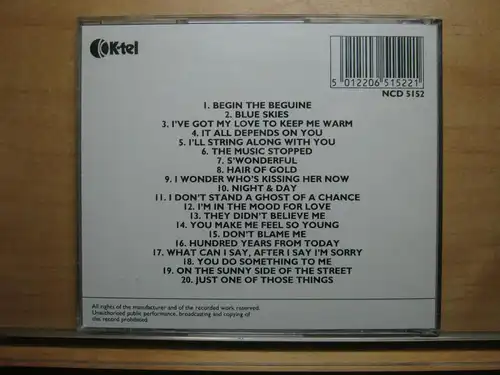 K-tel
5 012206 515221
NCD 5152
1. BEGIN THE BEGUINE
2. BLUE SKIES
3. I'VE GOT MY LOVE TO KEEP ME WARM
4. IT ALL DEPENDS ON YOU
5. I'LL STRING ALONG WITH YOU
6. THE MUSIC STOPPED
7. S'WONDERFUL
8. HAIR OF GOLD
9. I WONDER WHO'S KISSING HER NOW
10. NIGHT & DAY
11. I DON'T STAND A GHOST OF A CHANCE
12. I'M IN THE MOOD FOR LOVE
13. THEY DIDN'T BELIEVE ME
14. YOU MAKE ME FEEL SO YOUNG
15. DON'T BLAME ME
16. HUNDRED YEARS FROM TODAY
17. WHAT CAN I SAY, AFTER I SAY I'M SORRY
18. YOU DO SOMETHING TO ME
19. ON THE SUNNY SIDE OF THE STREET
20. JUST ONE OF THOSE THINGS
All rights of the manufacturer and of the recorded work reserved.
Unauthorised public performance, broadcasting and copying of
this record prohibited.